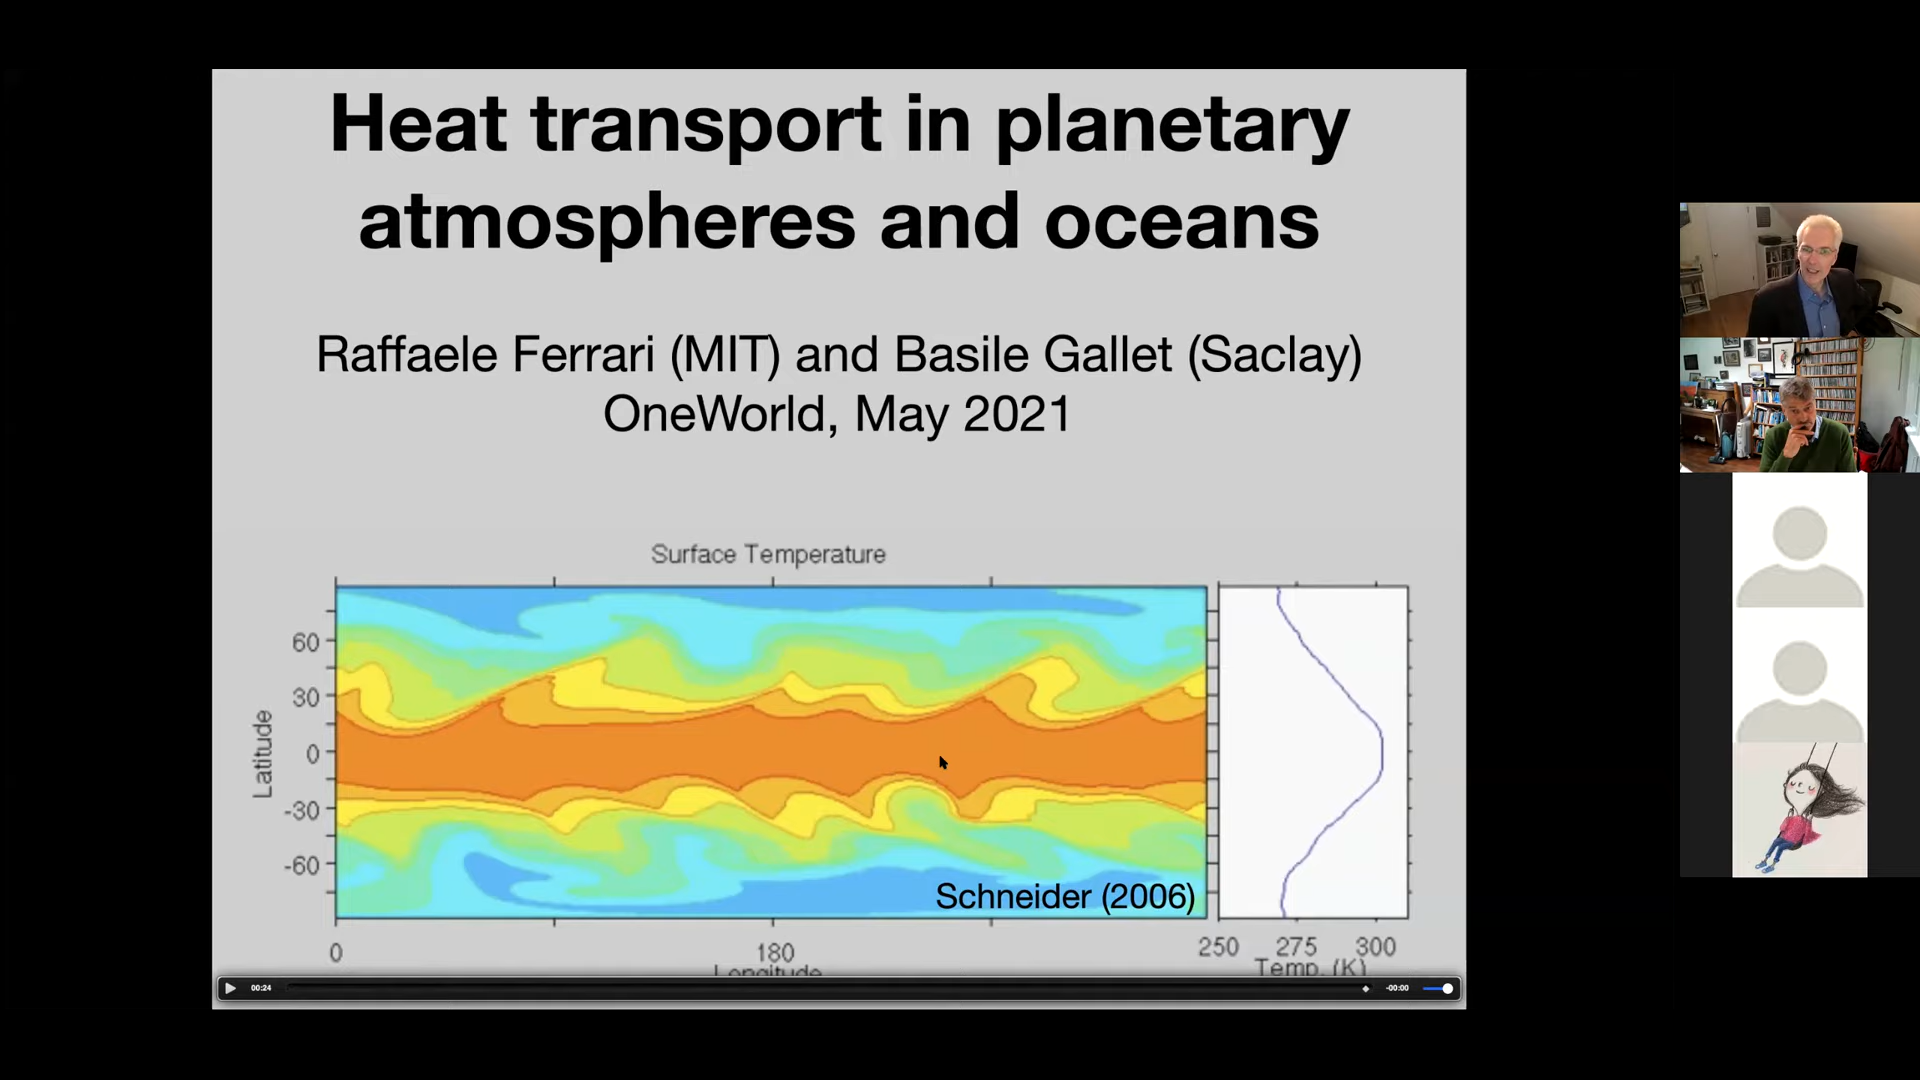 Heat transport in planetary
atmospheres and oceans
Raffaele Ferrari (MIT) and Basile Gallet (Saclay)
OneWorld, May 2021
Surface Temperature
Latitude
60
30
0
-30
-60
Schneider (2006)
0
180
Longitude
250 275 300
Temp. (K)
00:24
-00:00